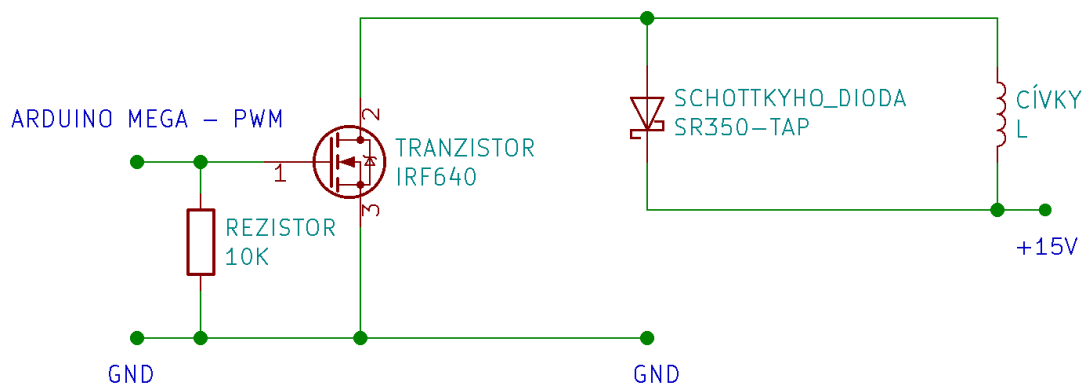 ARDUINO MEGA - PWM
1
2
3
TRANZISTOR
IRF640
REZISTOR
10K
SCHOTTKYHO_DIODA
SR350-TAP
CÍVKY
L
+15V
GND
GND